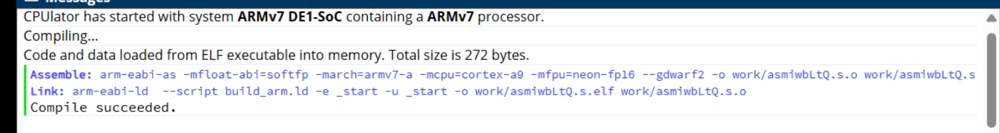 Messages
CPUlator has started with system ARMv7 DE1-SoC containing a ARMv7 processor.
Compiling...
Code and data loaded from ELF executable into memory. Total size is 272 bytes.
Assemble: arm-eabi-as -mfloat-abi=softfp -march=armv7-a -mcpu=cortex-a9 -mfpu=neon-fp16 --gdwarf2 -o work/asmiwbLtQ.s.o work/asmiwbLtQ.s
Link: arm-eabi-ld --script build_arm.ld -e _start -u _start -o work/asmiwbLtQ.s.elf work/asmiwbLtQ.s.o
Compile succeeded.